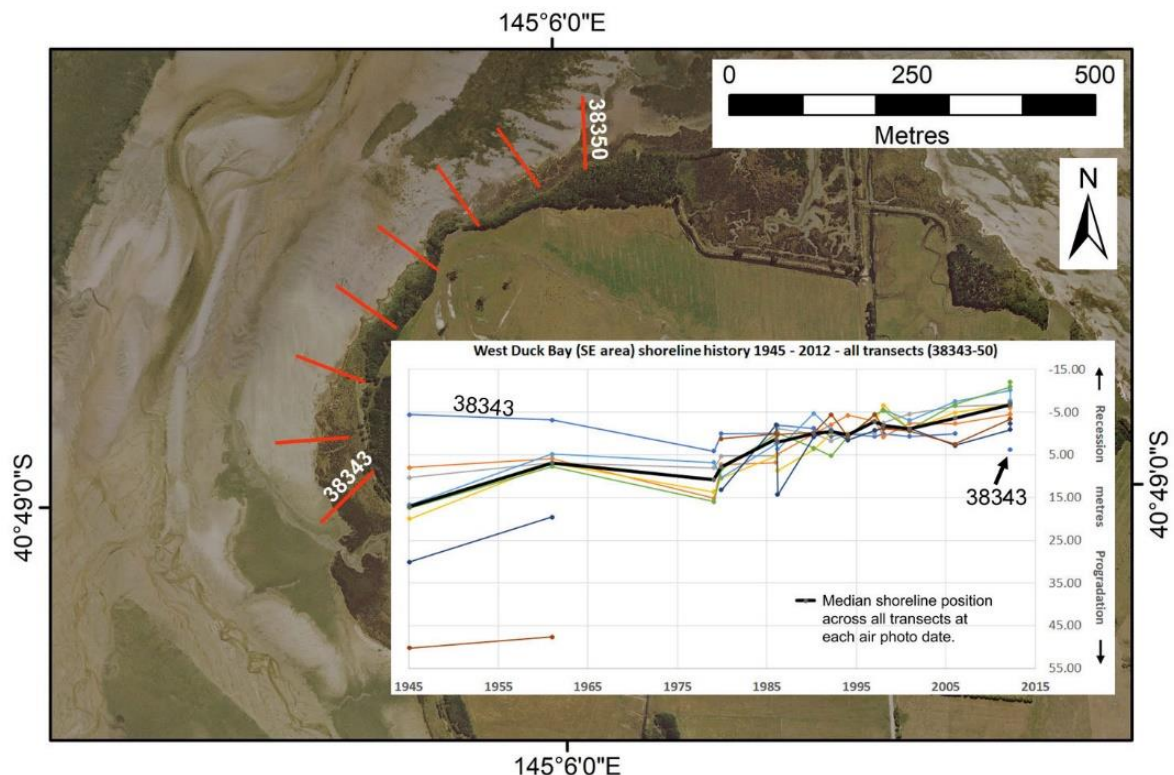 145°6'0"E
0 250 500
Metres
N
38350
38343
40°49'0"S
40°49'0"S
West Duck Bay (SE area) shoreline history 1945 - 2012 - all transects (38343-50)
38343
38343
-15.00
-5.00
5.00
15.00
25.00
35.00
45.00
55.00
Recession metres Progradation
Median shoreline position
across all transects at
each air photo date.
1945 1955 1965 1975 1985 1995 2005 2015
145°6'0"E